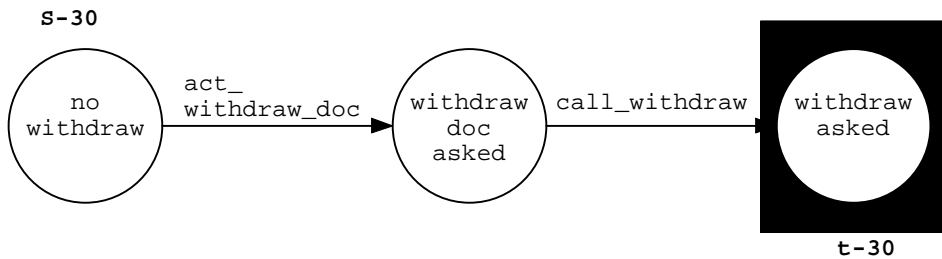 S-30
no
withdraw
act_
withdraw_doc
withdraw
doc
asked
call_withdraw
withdraw
asked
t-30